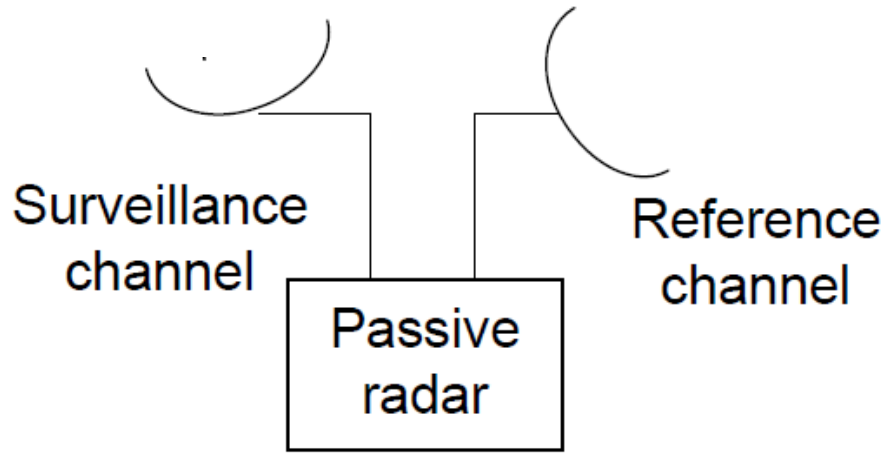 Surveillance
channel
Reference
channel
Passive
radar